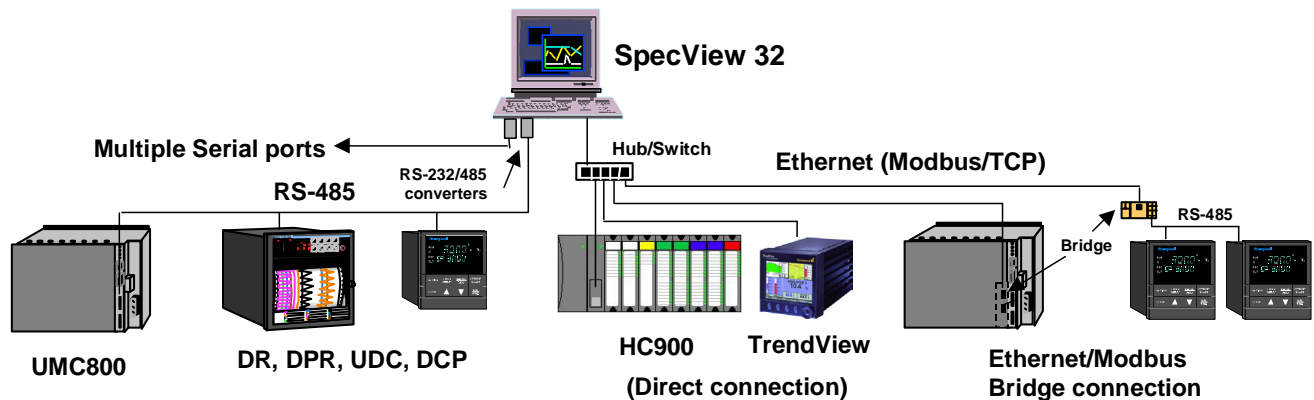 SpecView 32
Multiple Serial ports
RS-232/485
converters
Hub/Switch
Ethernet (Modbus/TCP)
RS-485
RS-485
Bridge
UMC800
DR, DPR, UDC, DCP
HC900
TrendView
(Direct connection)
Ethernet/Modbus
Bridge connection